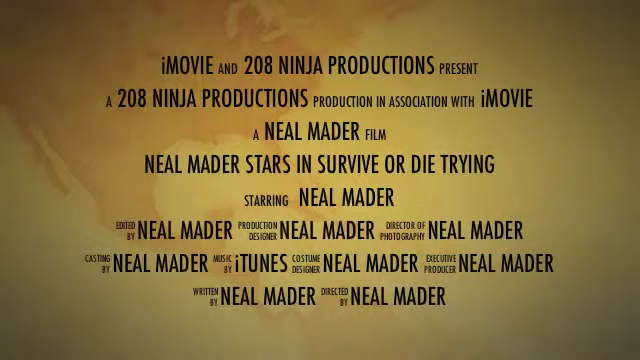 iMOVIE AND 208 NINJA PRODUCTIONS PRESENT
A 208 NINJA PRODUCTIONS PRODUCTION IN ASSOCIATION WITH iMOVIE
A NEAL MADER FILM
NEAL MADER STARS IN SURVIVE OR DIE TRYING
STARRING NEAL MADER
EDITED BY NEAL MADER PRODUCTION DESIGNER NEAL MADER DIRECTOR OF PHOTOGRAPHY NEAL MADER
CASTING BY NEAL MADER MUSIC BY iTUNES COSTUME DESIGNER NEAL MADER EXECUTIVE PRODUCER NEAL MADER
WRITTEN BY NEAL MADER DIRECTED BY NEAL MADER